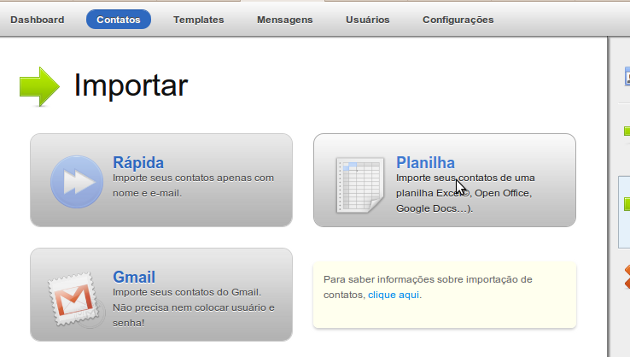 Dashboard Contatos Templates Mensagens Usuários Configurações
Importar
Rápida
Importe seus contatos apenas com
nome e e-mail.
Planilha
Importe seus contatos de uma
planilha Excel©, Open Office,
Google Docs...).
Gmail
Importe seus contatos do Gmail.
Não precisa nem colocar usuário e
senha!
Para saber informações sobre importação de
contatos, clique aqui.